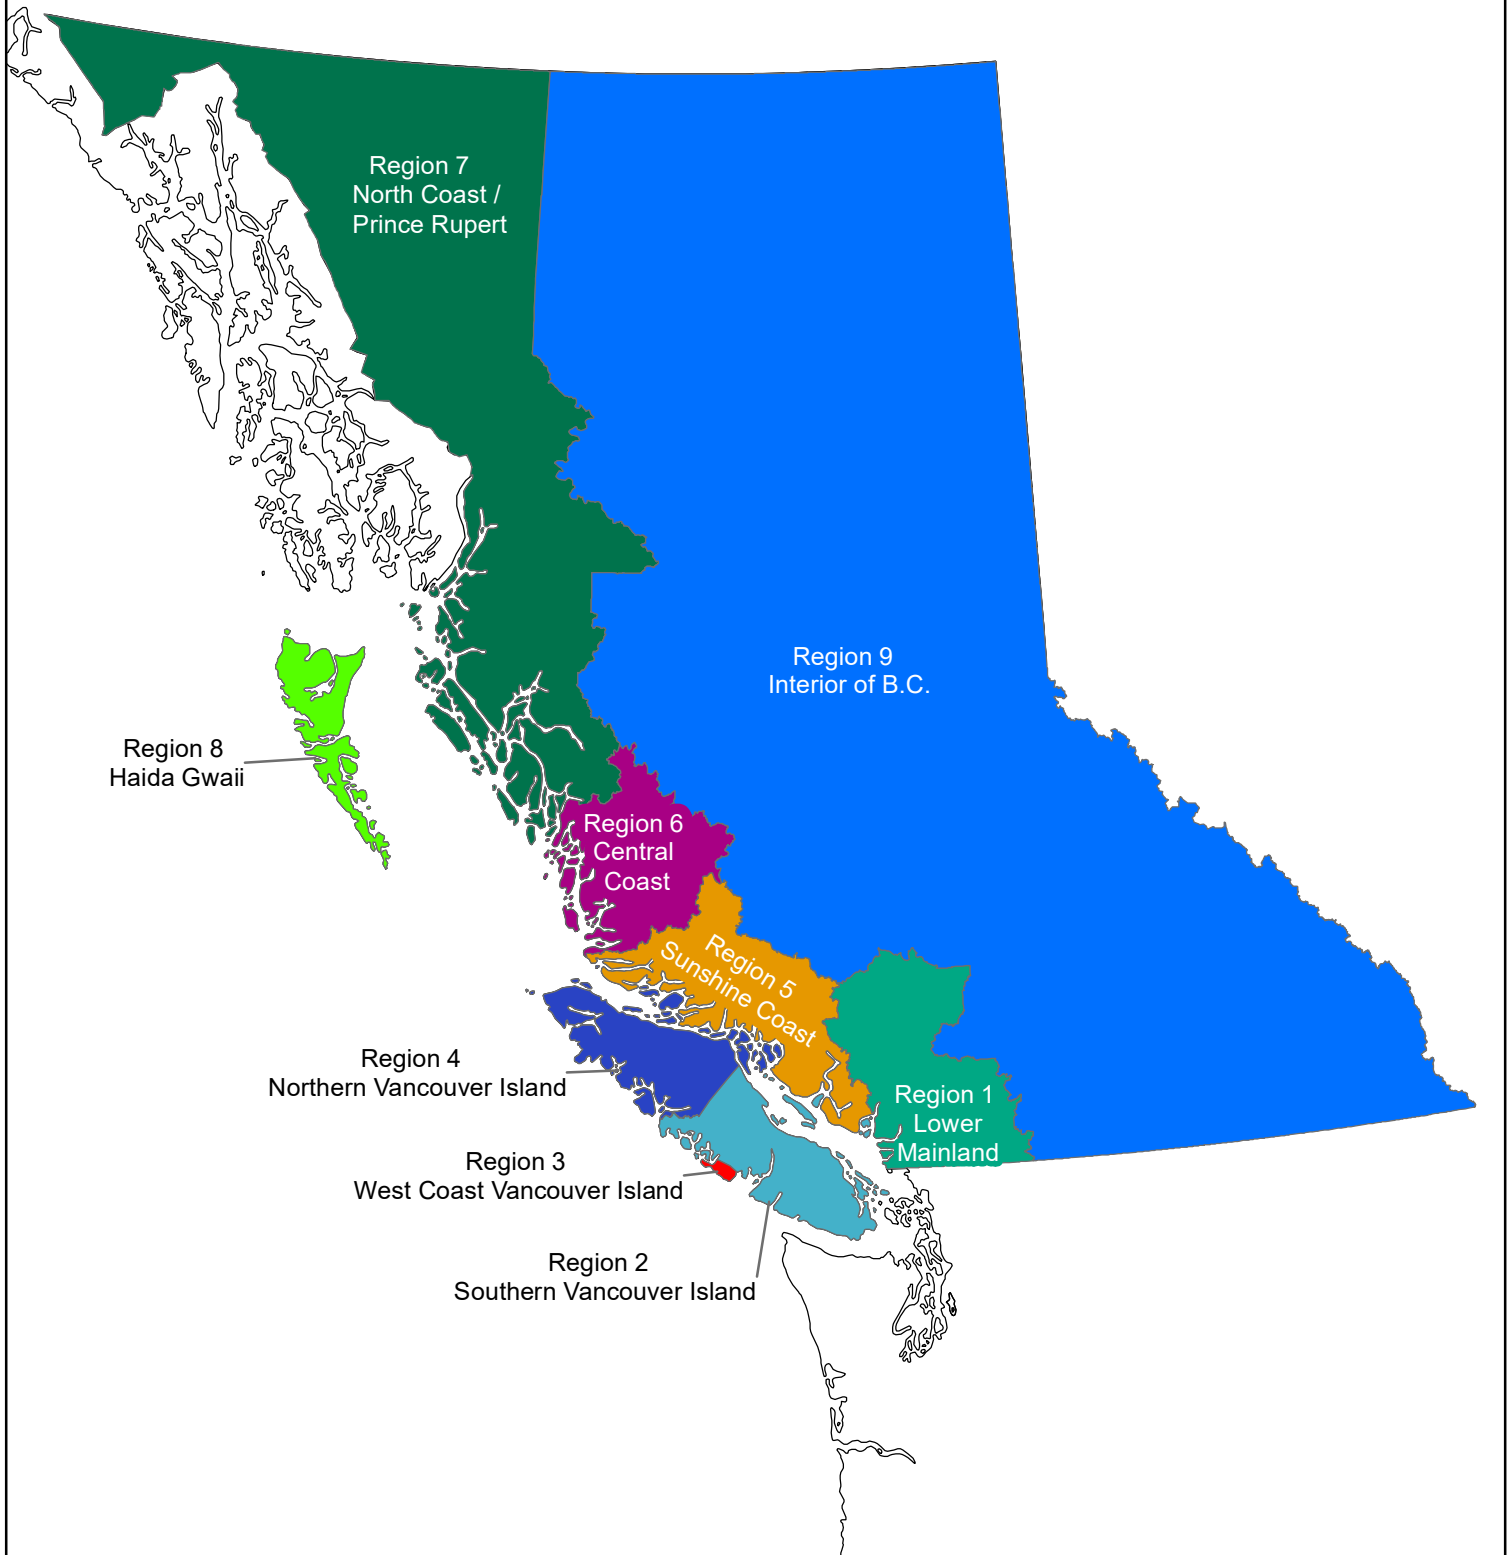 Region 7
North Coast /
Prince Rupert
Region 9
Interior of B.C.
Region 8
Haida Gwaii
Region 6
Central
Coast
Region 5
Sunshine Coast
Region 4
Northern Vancouver Island
Region 1
Lower
Mainland
Region 3
West Coast Vancouver Island
Region 2
Southern Vancouver Island